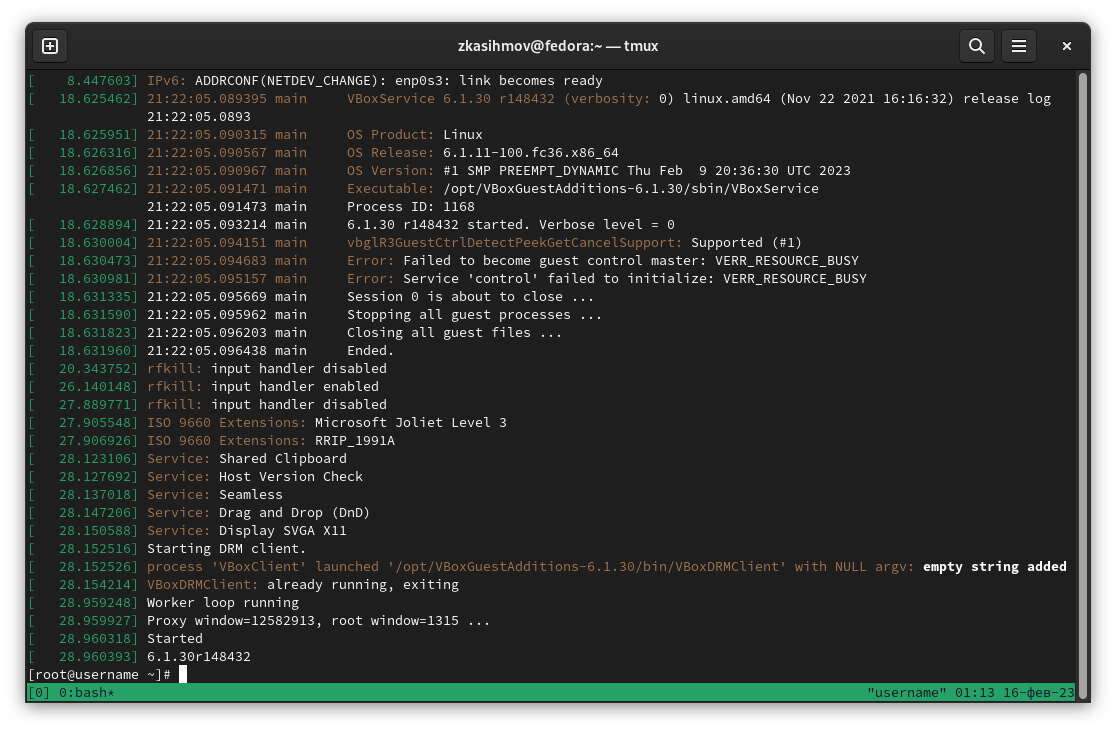 zkasihmov@fedora:~ — tmux
[    8.447603] IPv6: ADDRCONF(NETDEV_CHANGE): enp0s3: link becomes ready
[   18.625462] 21:22:05.089395 main     VBoxService 6.1.30 r148432 (verbosity: 0) linux.amd64 (Nov 22 2021 16:16:32) release log
               21:22:05.0893
[   18.625951] 21:22:05.090315 main     OS Product: Linux
[   18.626316] 21:22:05.090567 main     OS Release: 6.1.11-100.fc36.x86_64
[   18.626856] 21:22:05.090967 main     OS Version: #1 SMP PREEMPT_DYNAMIC Thu Feb  9 20:36:30 UTC 2023
[   18.627462] 21:22:05.091471 main     Executable: /opt/VBoxGuestAdditions-6.1.30/sbin/VBoxService
               21:22:05.091473 main     Process ID: 1168
[   18.628894] 21:22:05.093214 main     6.1.30 r148432 started. Verbose level = 0
[   18.630004] 21:22:05.094151 main     vbglR3GuestCtrlDetectPeekGetCancelSupport: Supported (#1)
[   18.630473] 21:22:05.094683 main     Error: Failed to become guest control master: VERR_RESOURCE_BUSY
[   18.630981] 21:22:05.095157 main     Error: Service 'control' failed to initialize: VERR_RESOURCE_BUSY
[   18.631335] 21:22:05.095669 main     Session 0 is about to close ...
[   18.631590] 21:22:05.095962 main     Stopping all guest processes ...
[   18.631823] 21:22:05.096203 main     Closing all guest files ...
[   18.631960] 21:22:05.096438 main     Ended.
[   20.343752] rfkill: input handler disabled
[   26.140148] rfkill: input handler enabled
[   27.889771] rfkill: input handler disabled
[   27.905548] ISO 9660 Extensions: Microsoft Joliet Level 3
[   27.906926] ISO 9660 Extensions: RRIP_1991A
[   28.123106] Service: Shared Clipboard
[   28.127692] Service: Host Version Check
[   28.137018] Service: Seamless
[   28.147206] Service: Drag and Drop (DnD)
[   28.150588] Service: Display SVGA X11
[   28.152516] Starting DRM client.
[   28.152526] process 'VBoxClient' launched '/opt/VBoxGuestAdditions-6.1.30/bin/VBoxDRMClient' with NULL argv: empty string added
[   28.154214] VBoxDRMClient: already running, exiting
[   28.959248] Worker loop running
[   28.959927] Proxy window=12582913, root window=1315 ...
[   28.960318] Started
[   28.960393] 6.1.30r148432
[root@username ~]#
[0] 0:bash* "username" 01:13 16-фев-23